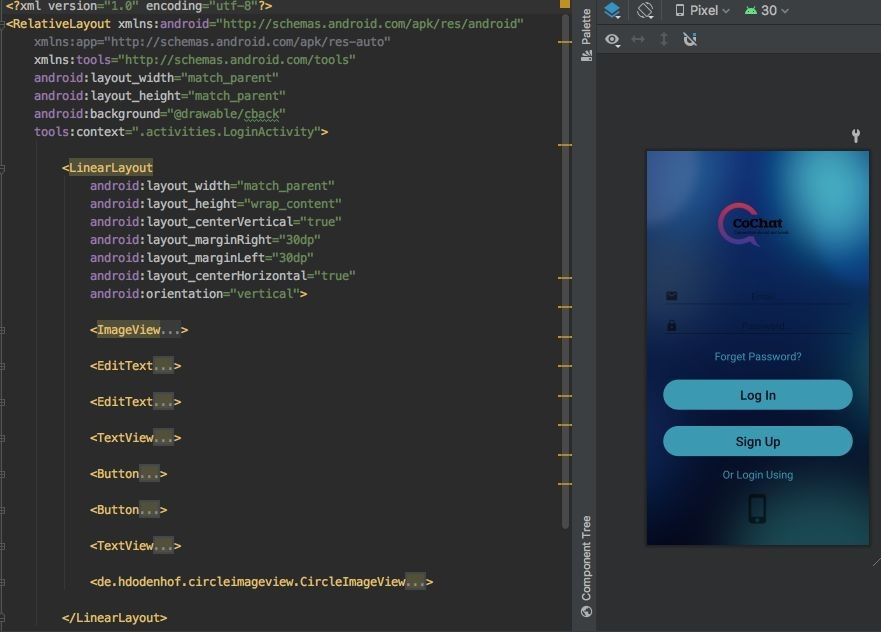 <?xml version="1.0" encoding="utf-8"?>
<RelativeLayout xmlns:android="http://schemas.android.com/apk/res/android"
xmlns:app="http://schemas.android.com/apk/res-auto"
xmlns:tools="http://schemas.android.com/tools"
android:layout_width="match_parent"
android:layout_height="match_parent"
android:background="@drawable/cback"
tools:context=".activities.LoginActivity">
<LinearLayout
android:layout_width="match_parent"
android:layout_height="wrap_content"
android:layout_centerVertical="true"
android:layout_marginRight="30dp"
android:layout_marginLeft="30dp"
android:layout_centerHorizontal="true"
android:orientation="vertical">
<ImageView...>
<EditText...>
<EditText...>
<TextView...>
<Button...>
<Button...>
<TextView...>
<de.hdodenhof.circleimageview.CircleImageView...>
</LinearLayout>
Palette
Component Tree
Pixel
30
CoChat
Email
Password
Forget Password?
Log In
Sign Up
Or Login Using